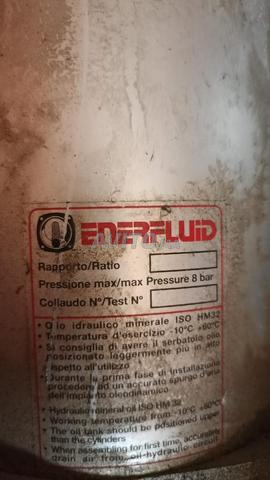 ENERFLUID
Rapporto/Ratio
Pressione max/max Pressure 8 bar
Collaudo N°/Test N°
• Olio idraulico minerale ISO HM32
• Temperatura d'esercizio -10°C +60°C
• Si consiglia di avere il serbatoio olio
posizionato leggermente più in alto
rispetto all'utilizzo
• Durante la prima fase di installazione
procedere ad un accurato spurgo d'aria
dell'impianto oleodinamico
• Hydraulic mineral oil ISO HM 32
• Working temperature from -10°C +60°C
• The oil tank should be positioned upper
than the cylinders
• When assembling for first time, accurately
drain air from oil-hydraulic circuit